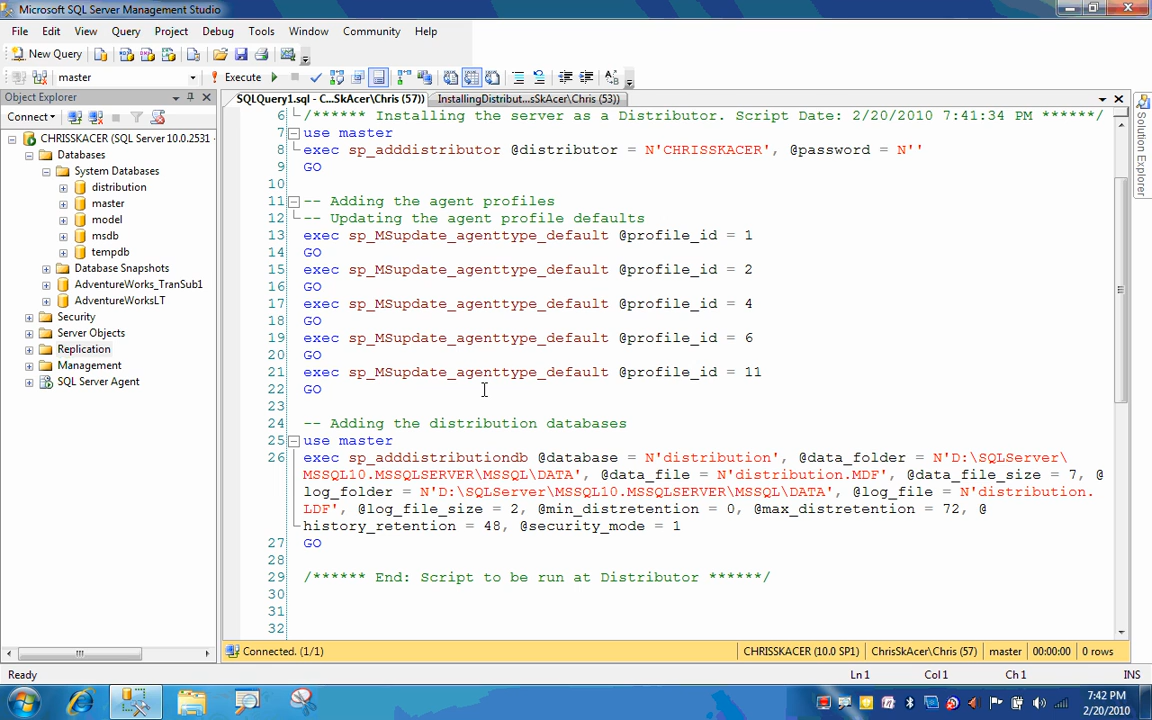 Microsoft SQL Server Management Studio
File Edit View Query Project Debug Tools Window Community Help
New Query
master Execute
Object Explorer
SQLQuery1.sql - C...SkAcer\Chris (57)) InstallingDistribut...sSkAcer\Chris (53))
Connect
CHRISSKACER (SQL Server 10.0.2531
Databases
System Databases
distribution
master
model
msdb
tempdb
Database Snapshots
AdventureWorks_TranSub1
AdventureWorksLT
Security
Server Objects
Replication
Management
SQL Server Agent
6 /****** Installing the server as a Distributor. Script Date: 2/20/2010 7:41:34 PM ******/
7 use master
8 exec sp_adddistributor @distributor = N'CHRISSKACER', @password = N''
9 GO
10
11 -- Adding the agent profiles
12 -- Updating the agent profile defaults
13 exec sp_MSupdate_agenttype_default @profile_id = 1
14 GO
15 exec sp_MSupdate_agenttype_default @profile_id = 2
16 GO
17 exec sp_MSupdate_agenttype_default @profile_id = 4
18 GO
19 exec sp_MSupdate_agenttype_default @profile_id = 6
20 GO
21 exec sp_MSupdate_agenttype_default @profile_id = 11
22 GO
23
24 -- Adding the distribution databases
25 use master
26 exec sp_adddistributiondb @database = N'distribution', @data_folder = N'D:\SQLServer\
MSSQL10.MSSQLSERVER\MSSQL\DATA', @data_file = N'distribution.MDF', @data_file_size = 7, @
log_folder = N'D:\SQLServer\MSSQL10.MSSQLSERVER\MSSQL\DATA', @log_file = N'distribution.
LDF', @log_file_size = 2, @min_distretention = 0, @max_distretention = 72, @
history_retention = 48, @security_mode = 1
27 GO
28
29 /****** End: Script to be run at Distributor ******/
30
31
32
Solution Explorer
Connected. (1/1) CHRISSKACER (10.0 SP1) ChrisSkAcer\Chris (57) master 00:00:00 0 rows
Ready Ln 1 Col 1 Ch 1 INS
7:42 PM
2/20/2010